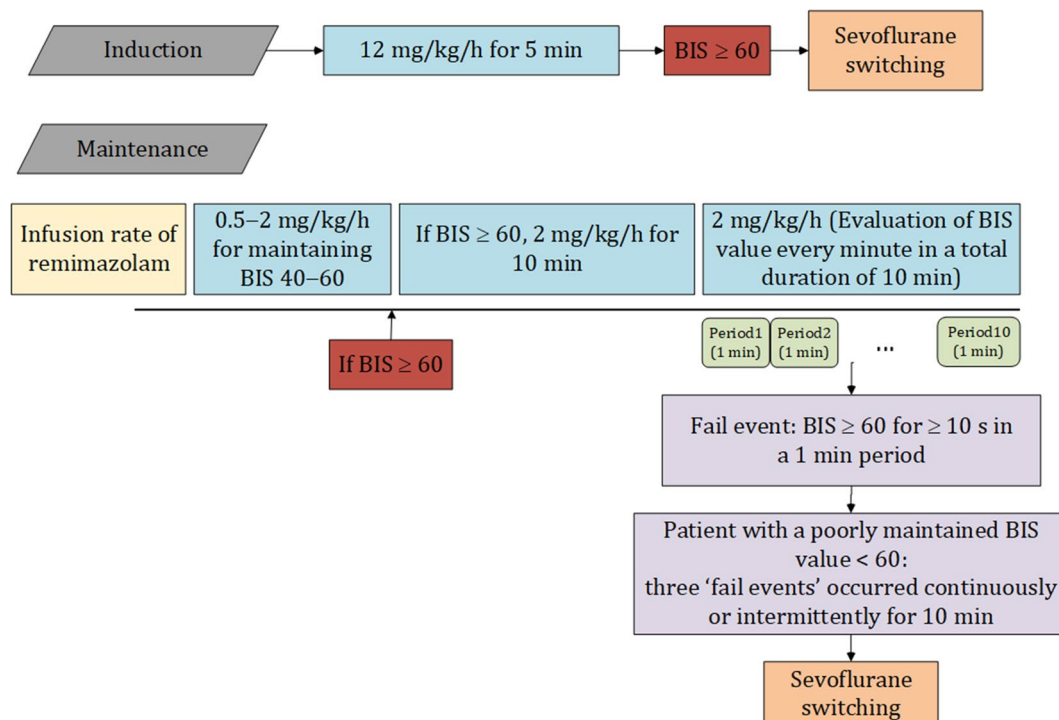 Induction
12 mg/kg/h for 5 min
BIS ≥ 60
Sevoflurane
switching
Maintenance
Infusion rate of
remimazolam
0.5–2 mg/kg/h
for maintaining
BIS 40–60
If BIS ≥ 60, 2 mg/kg/h for
10 min
2 mg/kg/h (Evaluation of BIS
value every minute in a total
duration of 10 min)
If BIS ≥ 60
Period1
(1 min)
Period2
(1 min)
...
Period10
(1 min)
Fail event: BIS ≥ 60 for ≥ 10 s in
a 1 min period
Patient with a poorly maintained BIS
value < 60:
three ‘fail events’ occurred continuously
or intermittently for 10 min
Sevoflurane
switching